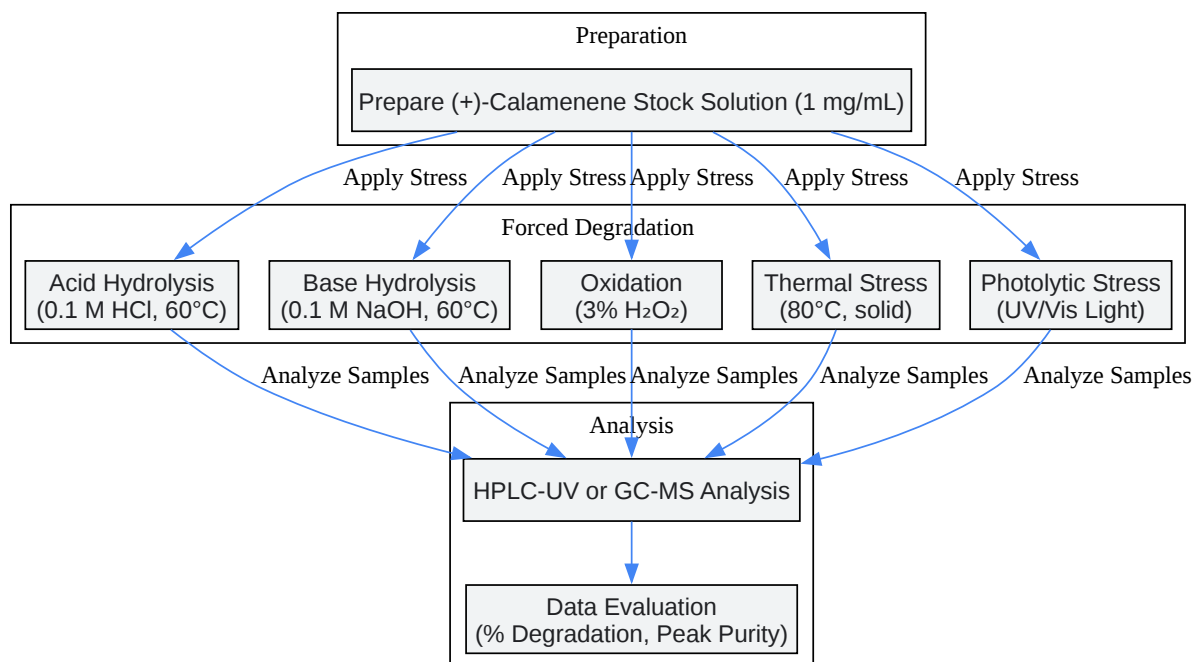 Preparation
Prepare (+)-Calamenene Stock Solution (1 mg/mL)
Apply Stress
Apply Stress
Apply Stress
Apply Stress
Apply Stress
Forced Degradation
Acid Hydrolysis
(0.1 M HCl, 60°C)
Base Hydrolysis
(0.1 M NaOH, 60°C)
Oxidation
(3% H₂O₂)
Thermal Stress
(80°C, solid)
Photolytic Stress
(UV/Vis Light)
Analyze Samples
Analyze Samples
Analyze Samples
Analyze Samples
Analyze Samples
Analysis
HPLC-UV or GC-MS Analysis
Data Evaluation
(% Degradation, Peak Purity)